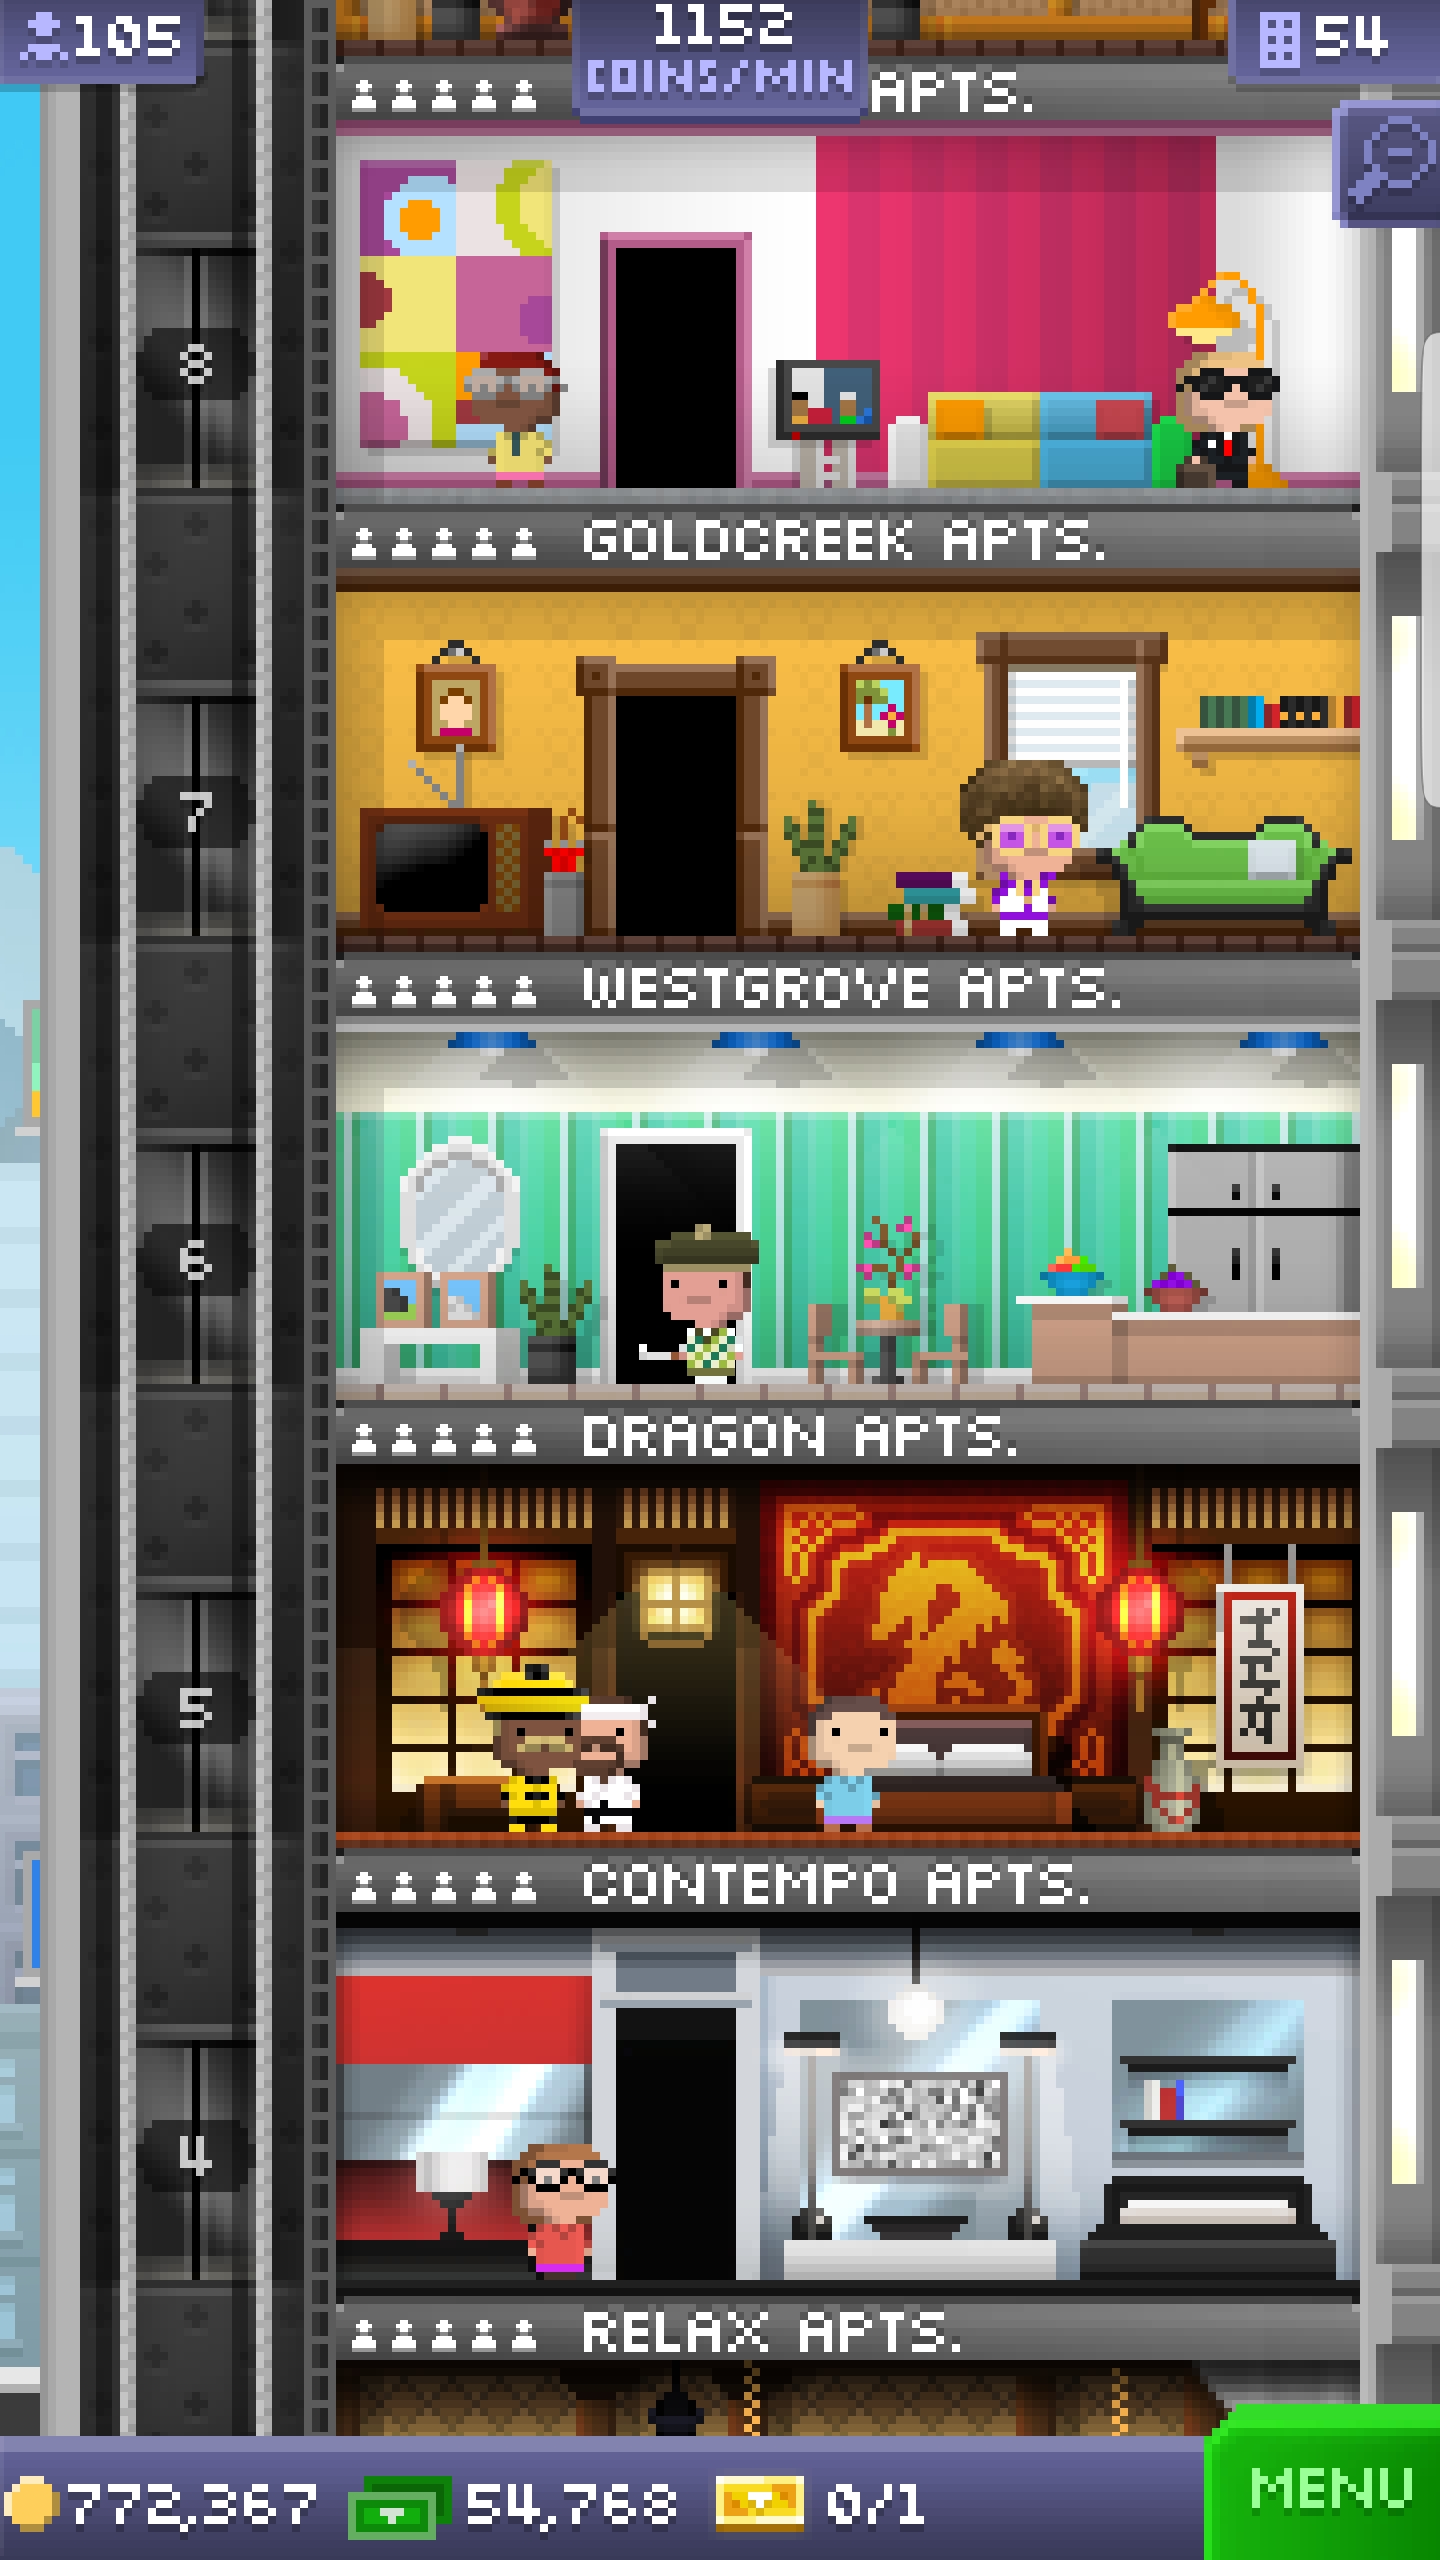 105
1152
COINS/MIN
54
APTS.
8
GOLDCREEK APTS.
7
WESTGROVE APTS.
6
DRAGON APTS.
5
CONTEMPO APTS.
4
RELAX APTS.
772,367
54,768
0/1
MENU